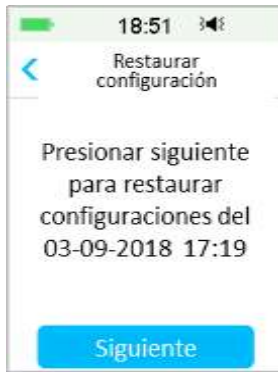 18:51
Restaurar
configuración
Presionar siguiente
para restaurar
configuraciones del
03-09-2018 17:19
Siguiente